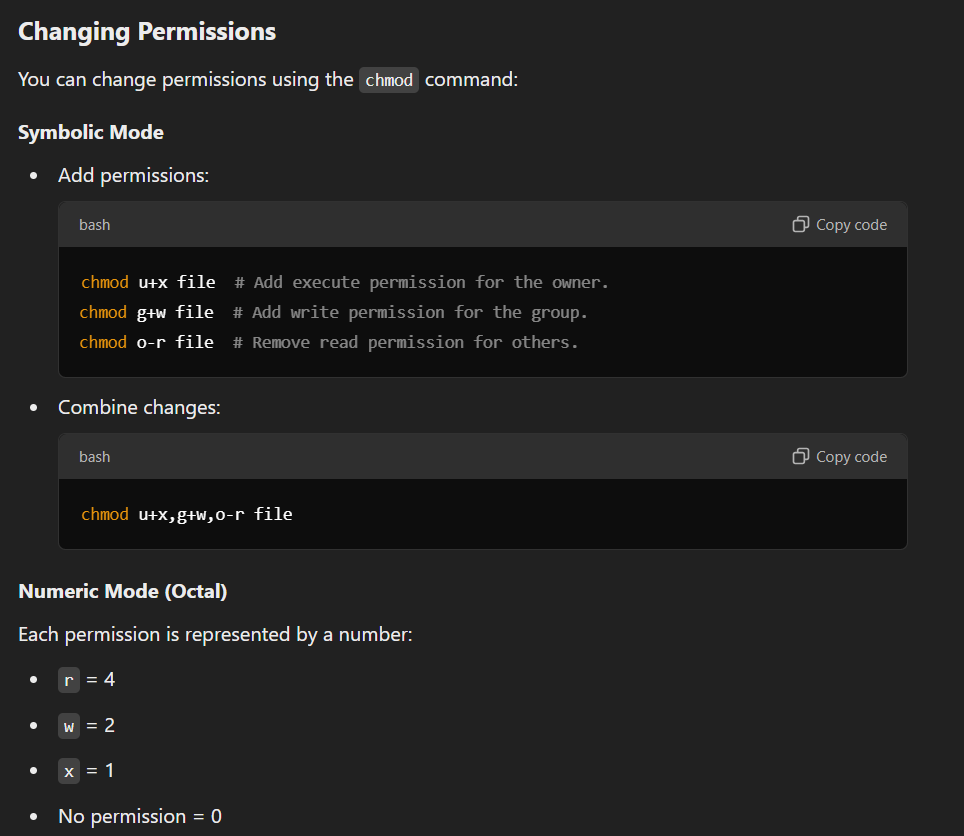 Changing Permissions
You can change permissions using the chmod command:
Symbolic Mode
• Add permissions:
bash Copy code
chmod u+x file  # Add execute permission for the owner.
chmod g+w file  # Add write permission for the group.
chmod o-r file  # Remove read permission for others.
• Combine changes:
bash Copy code
chmod u+x,g+w,o-r file
Numeric Mode (Octal)
Each permission is represented by a number:
• r = 4
• w = 2
• x = 1
• No permission = 0